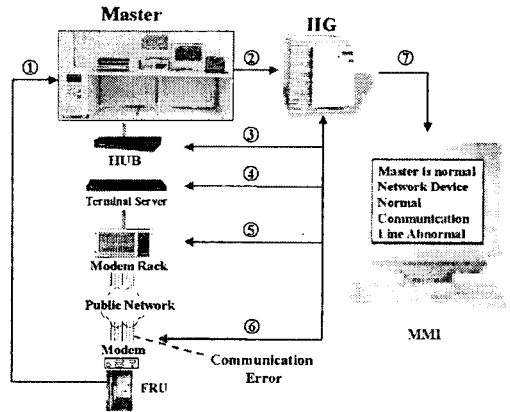 Master
IIG
①
②
⑦
③
HUB
④
Terminal Server
⑤
Modem Rack
Public Network
⑥
Modem
Communication
Error
FRU
Master is normal
Network Device
Normal
Communication
Line Abnormal
MMI